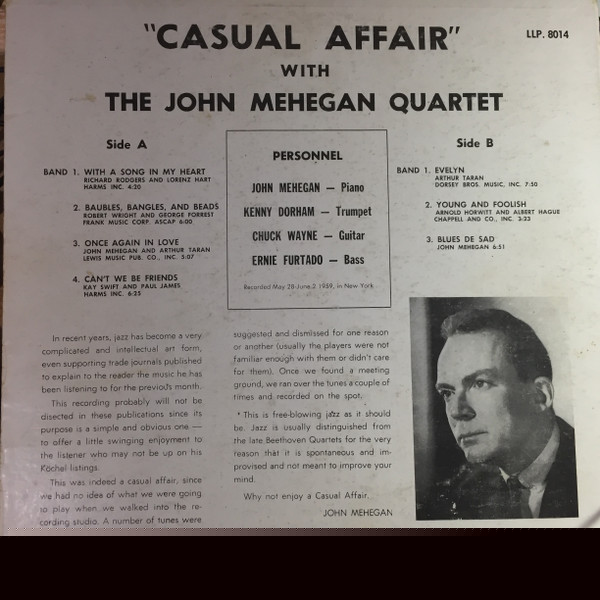 "CASUAL AFFAIR"
LLP. 8014
WITH
THE JOHN MEHEGAN QUARTET
Side A
BAND 1. WITH A SONG IN MY HEART
RICHARD RODGERS AND LORENZ HART
HARMS INC. 4:20
2. BAUBLES, BANGLES, AND BEADS
ROBERT WRIGHT AND GEORGE FORREST
FRANK MUSIC CORP. ASCAP 6:00
3. ONCE AGAIN IN LOVE
JOHN MEHEGAN AND ARTHUR TARAN
LEWIS MUSIC PUB. CO., INC. 5:07
4. CAN'T WE BE FRIENDS
KAY SWIFT AND PAUL JAMES
HARMS INC. 6:25
PERSONNEL
JOHN MEHEGAN — Piano
KENNY DORHAM — Trumpet
CHUCK WAYNE — Guitar
ERNIE FURTADO — Bass
Recorded May 28-June 2 1959, in New York
Side B
BAND 1. EVELYN
ARTHUR TARAN
DORSEY BROS. MUSIC, INC. 7:50
2. YOUNG AND FOOLISH
ARNOLD HORWITT AND ALBERT HAGUE
CHAPPELL AND CO., INC. 3:23
3. BLUES DE SAD
JOHN MEHEGAN 6:51
In recent years, jazz has become a very
complicated and intellectual art form,
even supporting trade journals published
to explain to the reader the music he has
been listening to for the previous month.
This recording probably will not be
disected in these publications since its
purpose is a simple and obvious one —
to offer a little swinging enjoyment to
the listener who may not be up on his
Köchel listings.
This was indeed a casual affair, since
we had no idea of what we were going
to play when we walked into the re-
cording studio. A number of tunes were
suggested and dismissed for one reason
or another (usually the players were not
familiar enough with them or didn't care
for them). Once we found a meeting
ground, we ran over the tunes a couple of
times and recorded on the spot.
* This is free-blowing jazz as it should
be. Jazz is usually distinguished from
the late Beethoven Quartets for the very
reason that it is spontaneous and im-
provised and not meant to improve your
mind.
Why not enjoy a Casual Affair.
JOHN MEHEGAN